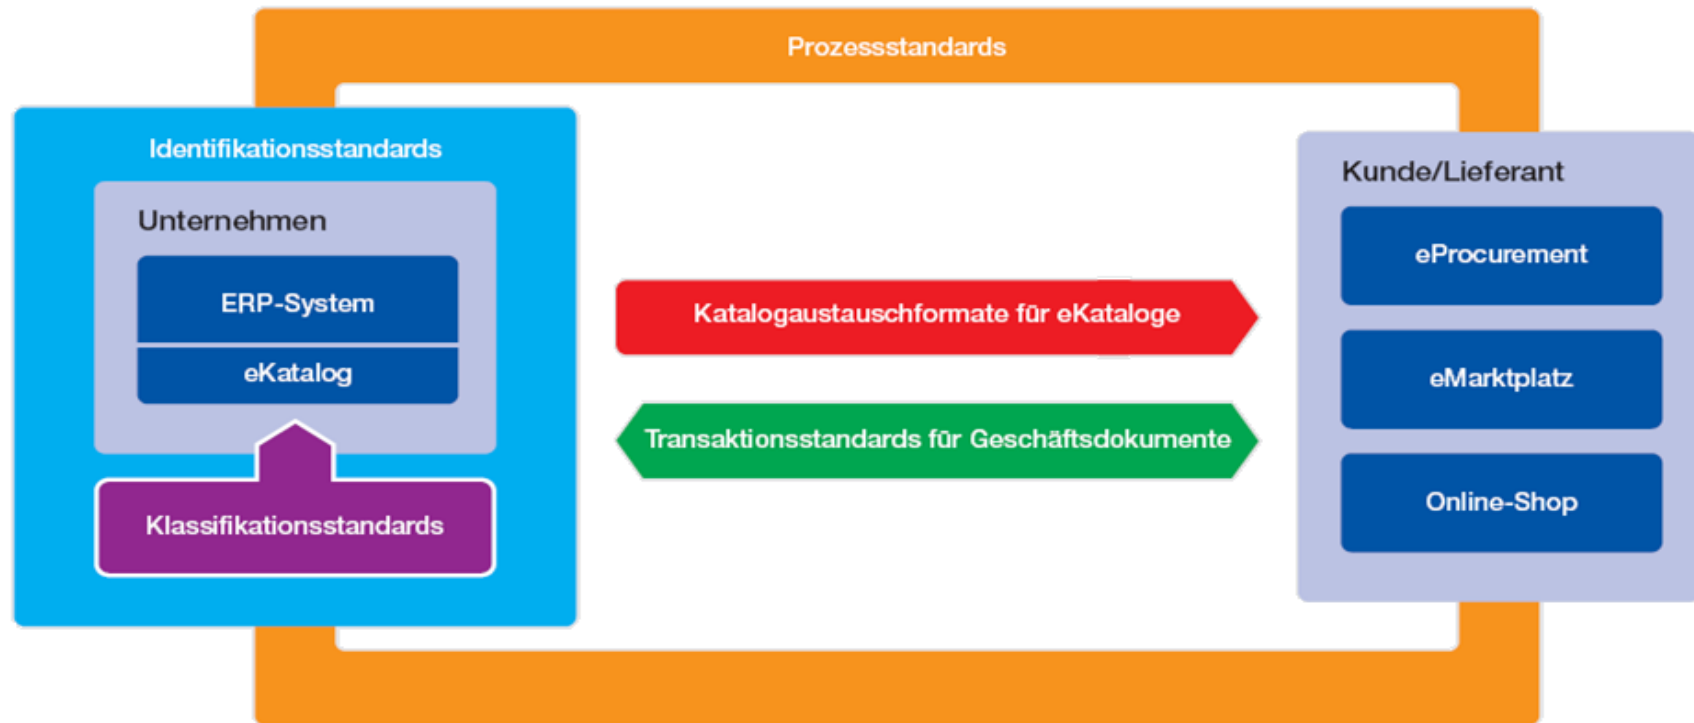 Prozessstandards
Identifikationsstandards
Unternehmen
ERP-System
eKatalog
Klassifikationsstandards
Katalogaustauschformate für eKataloge
Transaktionsstandards für Geschäftsdokumente
Kunde/Lieferant
eProcurement
eMarktplatz
Online-Shop